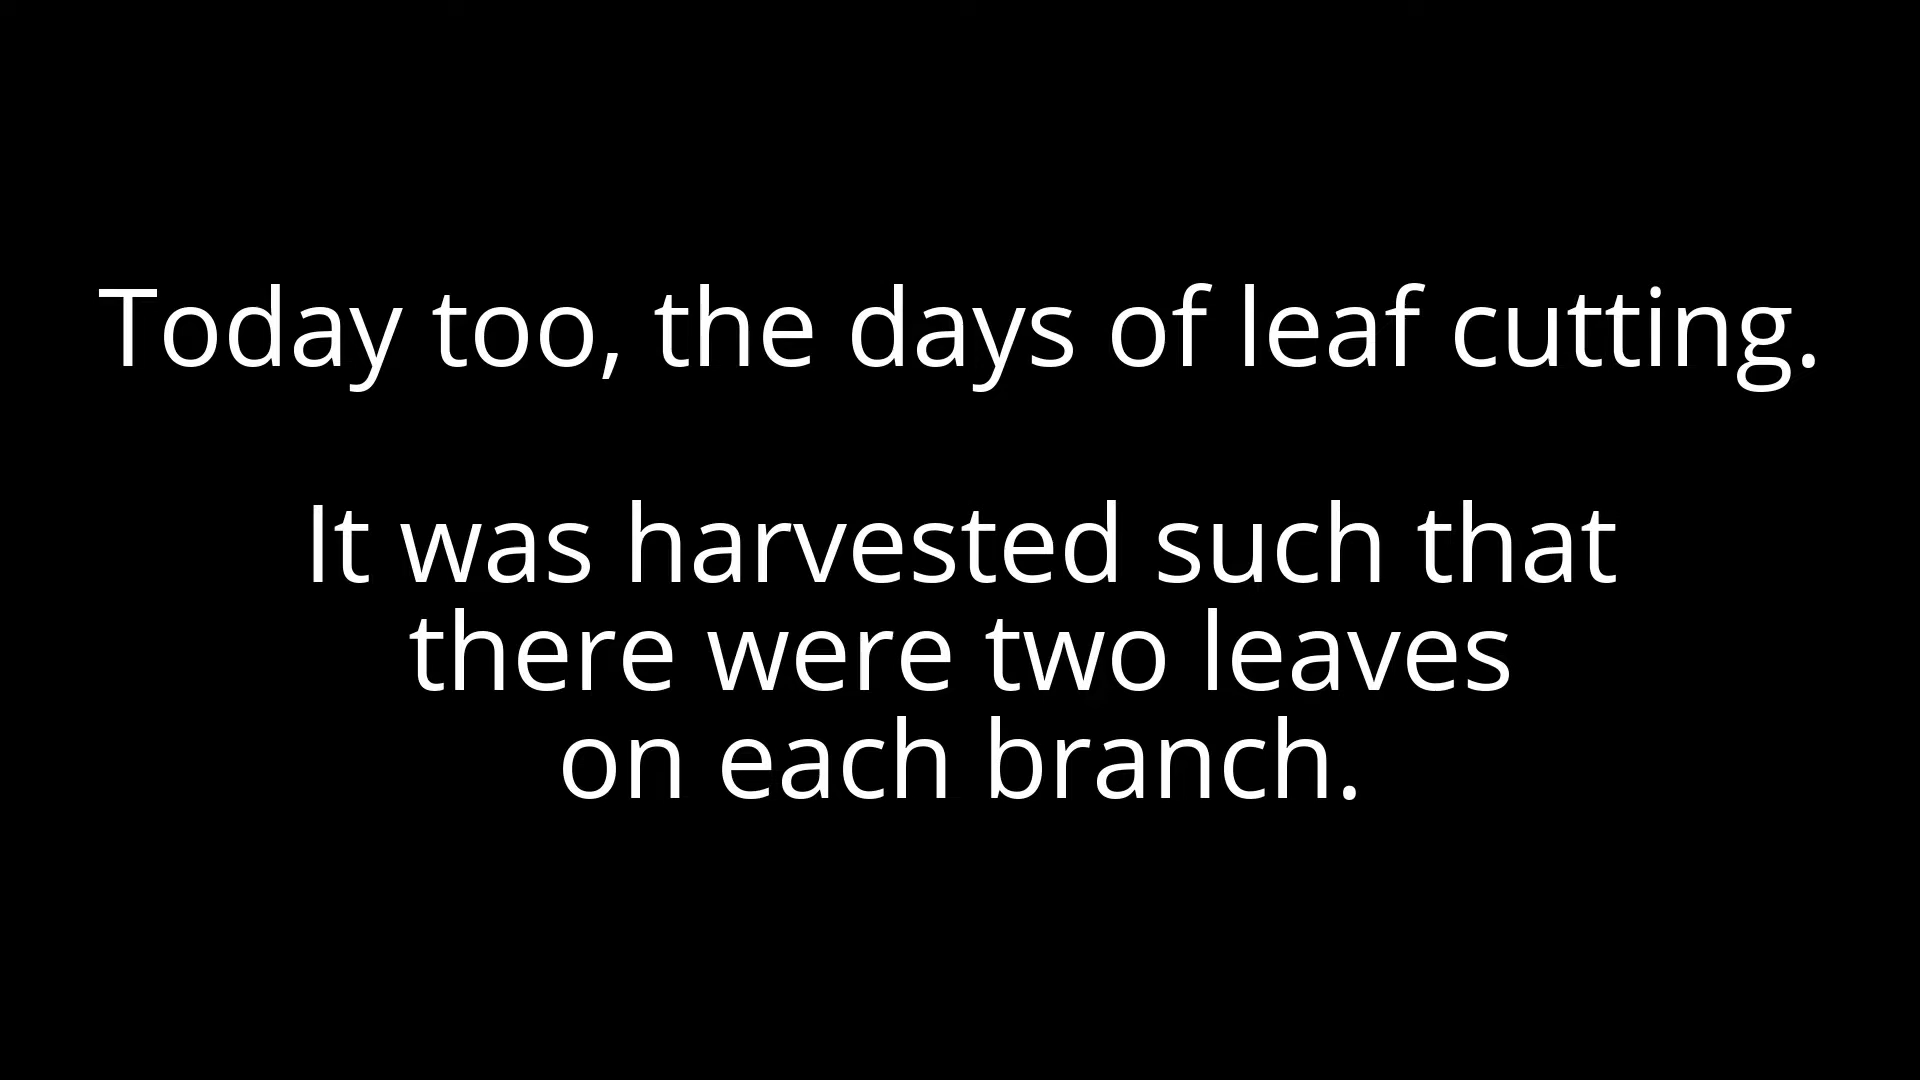 Today too, the days of leaf cutting.
It was harvested such that
there were two leaves
on each branch.